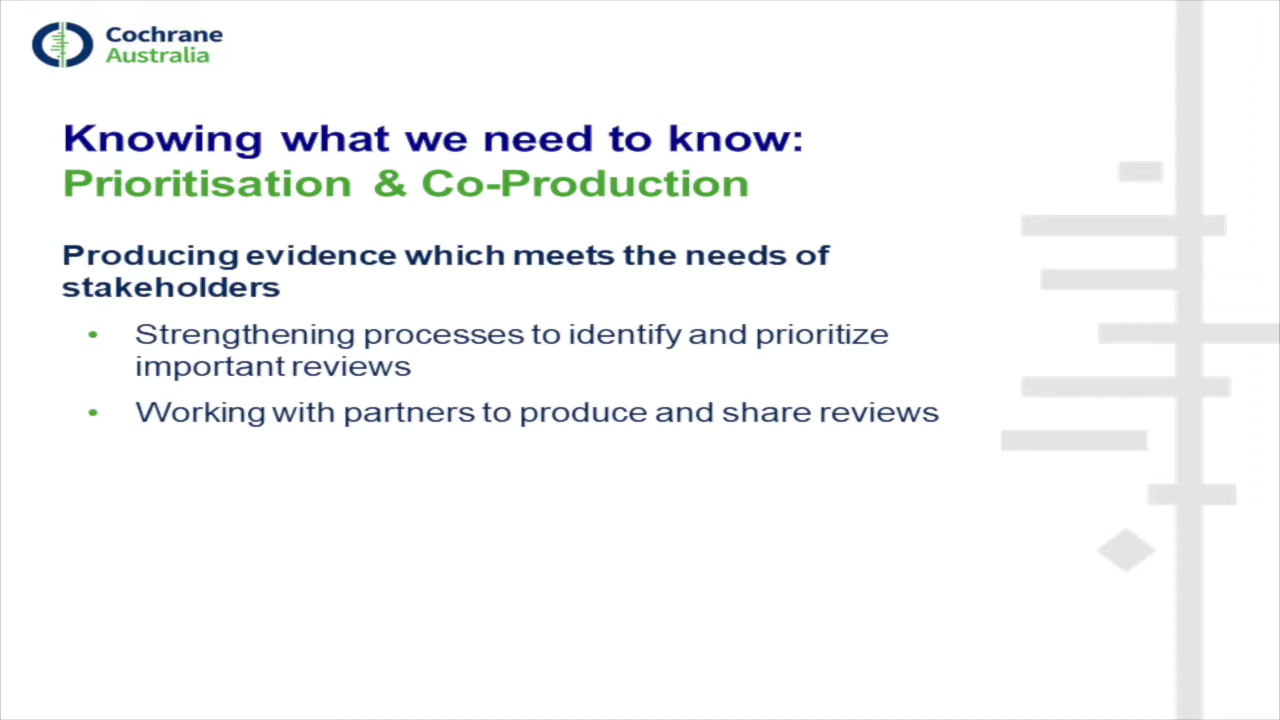 Cochrane
Australia
Knowing what we need to know:
Prioritisation & Co-Production
Producing evidence which meets the needs of
stakeholders
• Strengthening processes to identify and prioritize
important reviews
• Working with partners to produce and share reviews